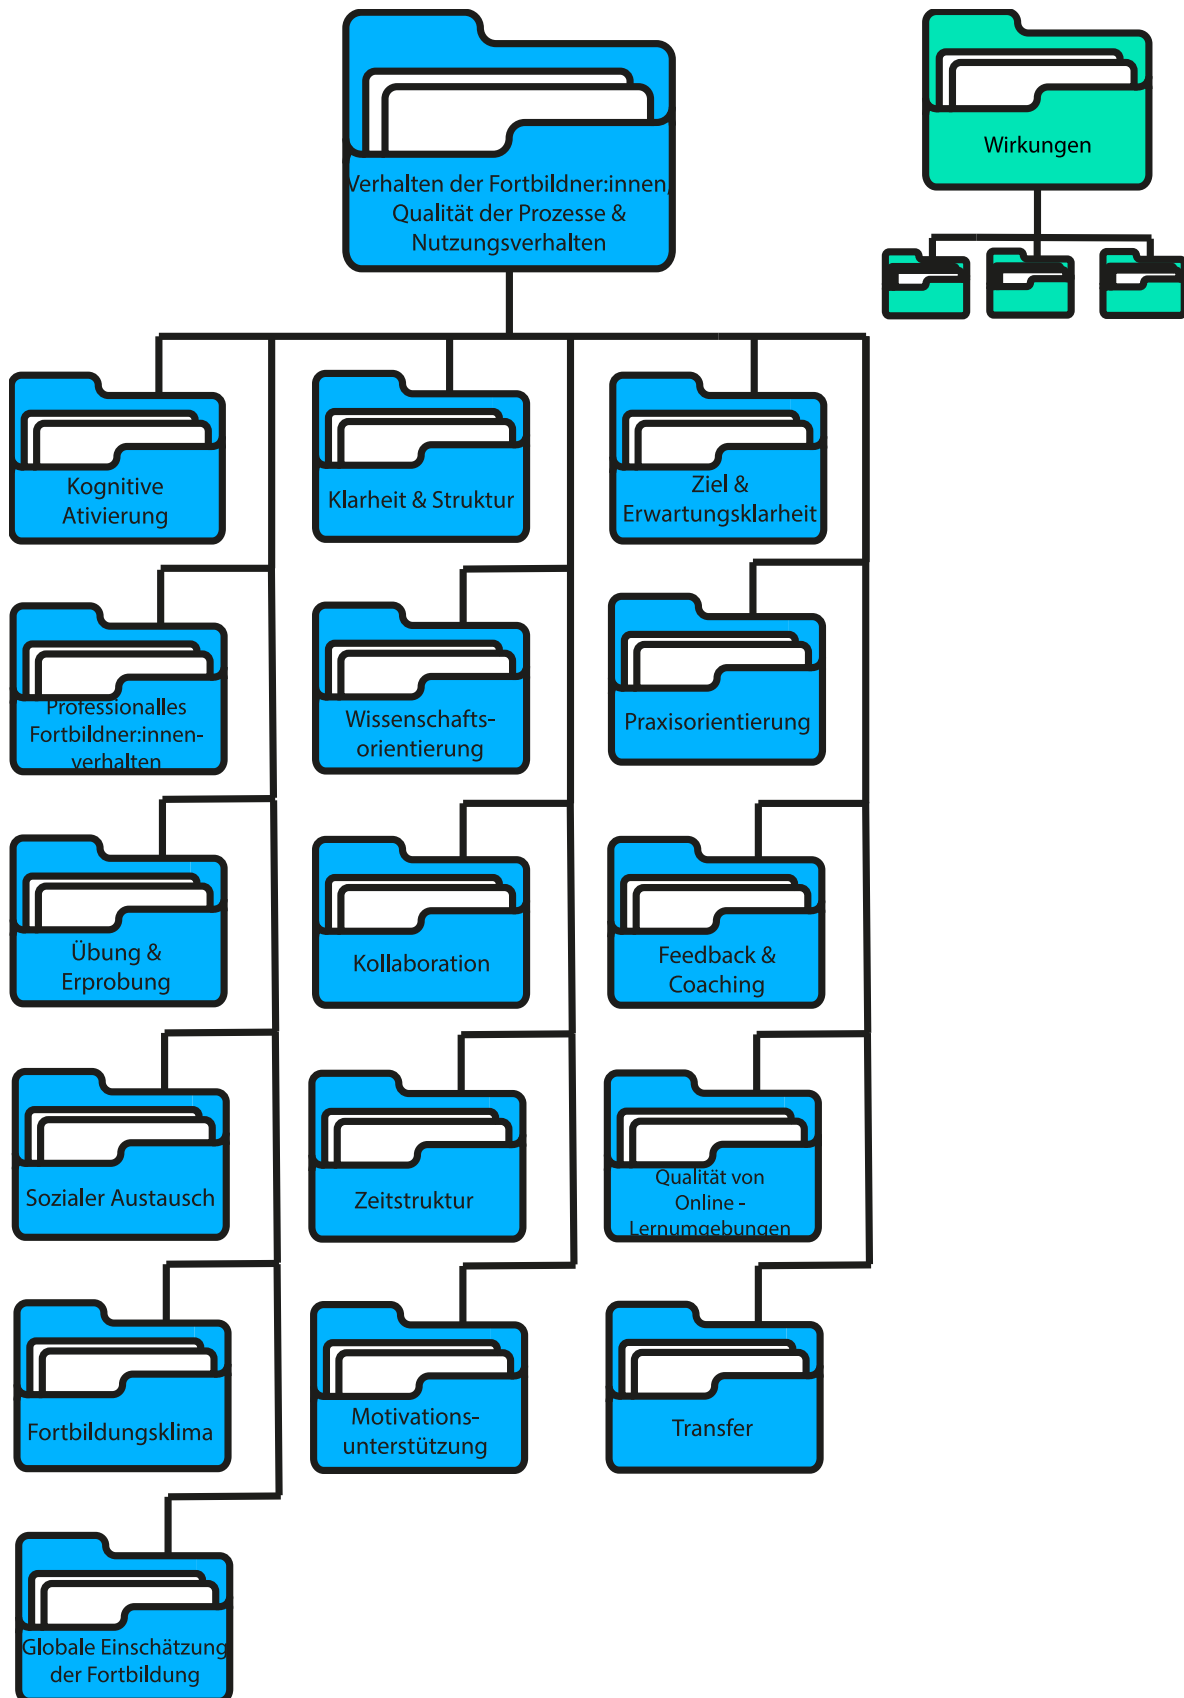 Verhalten der Fortbildner:innen,
Qualität der Prozesse &
Nutzungsverhalten
Wirkungen
Kognitive
Ativierung
Klarheit & Struktur
Ziel &
Erwartungsklarheit
Professionalles
Fortbildner:innen-
verhalten
Wissenschafts-
orientierung
Praxisorientierung
Übung &
Erprobung
Kollaboration
Feedback &
Coaching
Sozialer Austausch
Zeitstruktur
Qualität von
Online -
Lernumgebungen
Fortbildungsklima
Motivations-
unterstützung
Transfer
Globale Einschätzung
der Fortbildung